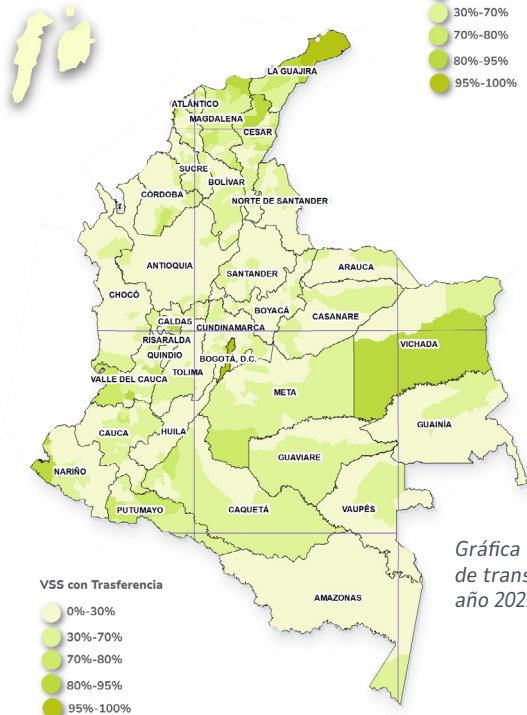 30%-70%
70%-80%
80%-95%
95%-100%
LA GUAJIRA
ATLÁNTICO
MAGDALENA
CESAR
SUCRE
BOLÍVAR
CÓRDOBA
NORTE DE SANTANDER
ANTIOQUIA
SANTANDER
ARAUCA
CHOCÓ
BOYACÁ
CASANARE
CALDAS
CUNDINAMARCA
RISARALDA
VICHADA
QUINDIO
BOGOTÁ, D.C.
TOLIMA
VALLE DEL CAUCA
META
GUAINÍA
CAUCA
HUILA
GUAVIARE
NARIÑO
PUTUMAYO
CAQUETÁ
VAUPÉS
AMAZONAS
Gráfica
de trans
año 202
VSS con Trasferencia
0%-30%
30%-70%
70%-80%
80%-95%
95%-100%